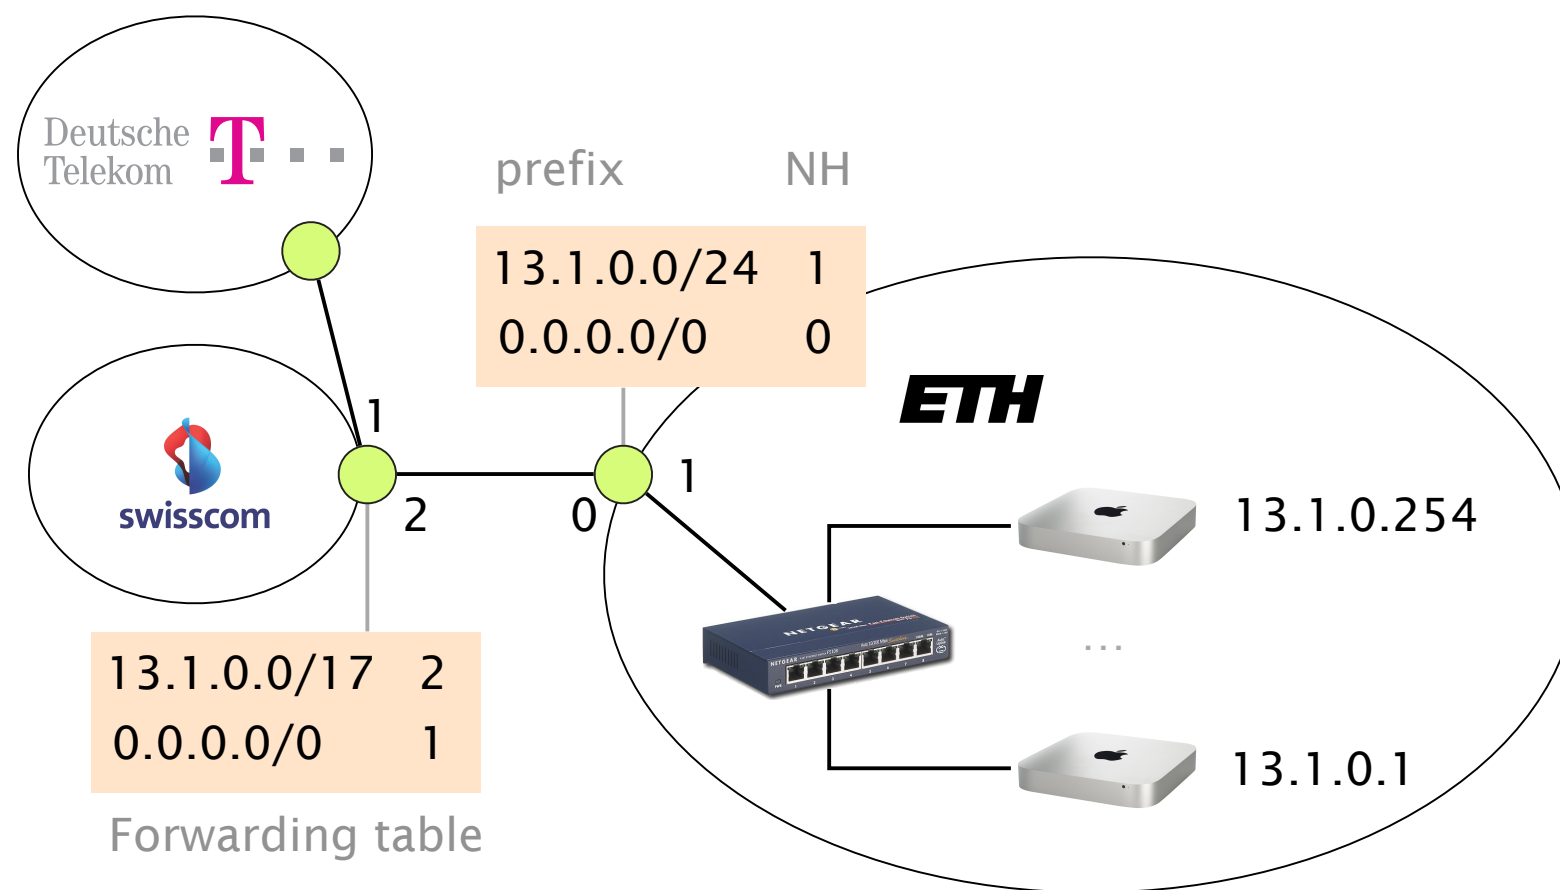 Deutsche
Telekom T
prefix NH
13.1.0.0/24 1
0.0.0.0/0 0
ETH
1
swisscom
2
0
1
13.1.0.254
NETGEAR
NETGEAR
...
13.1.0.0/17 2
0.0.0.0/0 1
13.1.0.1
Forwarding table